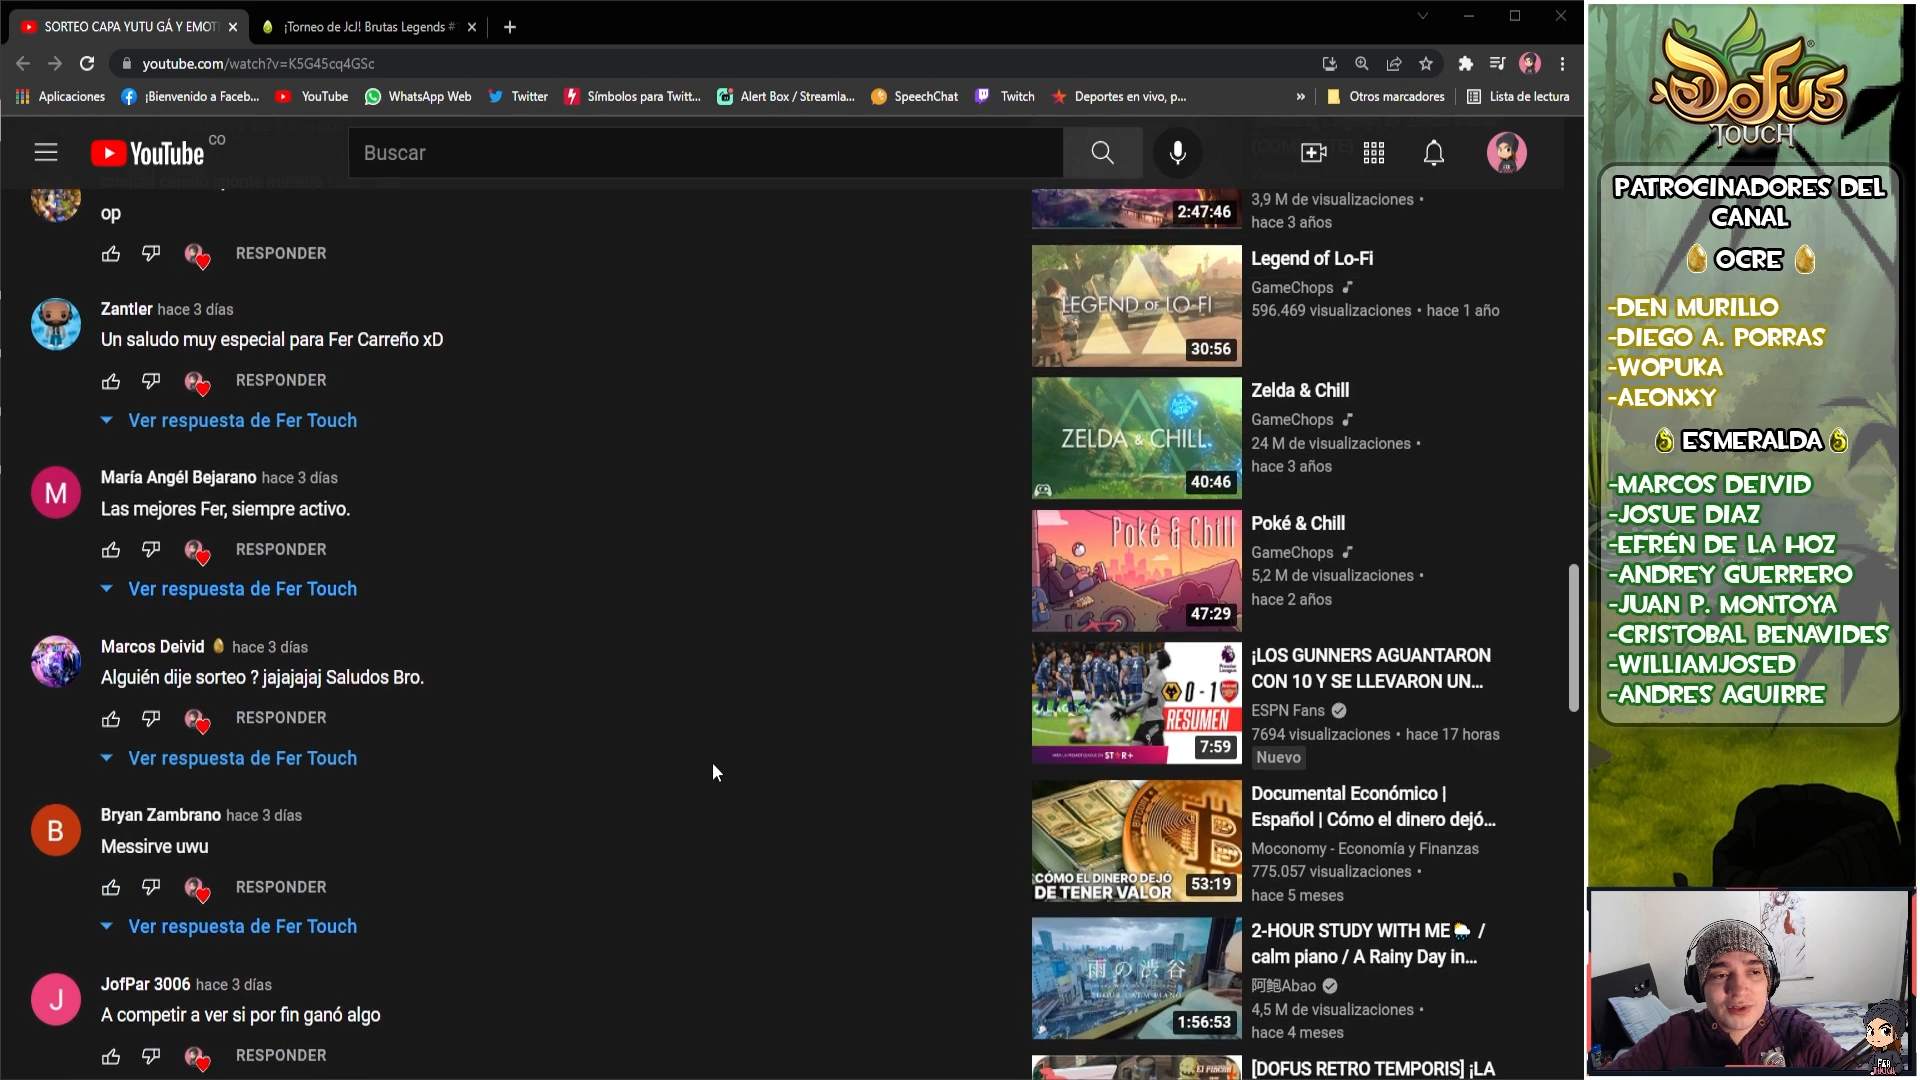 SORTEO CAPA YUTU GÁ Y EMOT
¡Torneo de JcJ! Brutas Legends #
youtube.com/watch?v=K5G45cq4GSc
Aplicaciones
¡Bienvenido a Faceb...
YouTube
WhatsApp Web
Twitter
Símbolos para Twitt...
Alert Box / Streamla...
SpeechChat
Twitch
Deportes en vivo, p...
»
Otros marcadores
Lista de lectura
YouTube CO
Buscar
op
RESPONDER
Zantler hace 3 días
Un saludo muy especial para Fer Carreño xD
RESPONDER
Ver respuesta de Fer Touch
M
María Angél Bejarano hace 3 días
Las mejores Fer, siempre activo.
RESPONDER
Ver respuesta de Fer Touch
Marcos Deivid hace 3 días
Alguién dije sorteo ? jajajajaj Saludos Bro.
RESPONDER
Ver respuesta de Fer Touch
B
Bryan Zambrano hace 3 días
Messirve uwu
RESPONDER
Ver respuesta de Fer Touch
J
JofPar 3006 hace 3 días
A competir a ver si por fin ganó algo
RESPONDER
2:47:46
3,9 M de visualizaciones •
hace 3 años
LEGEND OF LO-FI
30:56
Legend of Lo-Fi
GameChops
596.469 visualizaciones • hace 1 año
ZELDA & CHILL
40:46
Zelda & Chill
GameChops
24 M de visualizaciones •
hace 3 años
Poké & Chill
47:29
Poké & Chill
GameChops
5,2 M de visualizaciones •
hace 2 años
0 - 1
RESUMEN
STAR+
7:59
¡LOS GUNNERS AGUANTARON
CON 10 Y SE LLEVARON UN...
ESPN Fans
7694 visualizaciones • hace 17 horas
Nuevo
CÓMO EL DINERO DEJÓ
DE TENER VALOR
53:19
Documental Económico |
Español | Cómo el dinero dejó...
Moconomy - Economía y Finanzas
775.057 visualizaciones •
hace 5 meses
雨の渋谷
1:56:53
2-HOUR STUDY WITH ME🌧️ /
calm piano / A Rainy Day in...
阿鲍Abao
4,5 M de visualizaciones •
hace 4 meses
[DOFUS RETRO TEMPORIS] ¡LA
DOFUS
TOUCH
PATROCINADORES DEL
CANAL
OCRE
-DEN MURILLO
-DIEGO A. PORRAS
-WOPUKA
-AEONXY
ESMERALDA
-MARCOS DEIVID
-JOSUE DIAZ
-EFRÉN DE LA HOZ
-ANDREY GUERRERO
-JUAN P. MONTOYA
-CRISTOBAL BENAVIDES
-WILLIAMJOSED
-ANDRES AGUIRRE
FER
TOUCH